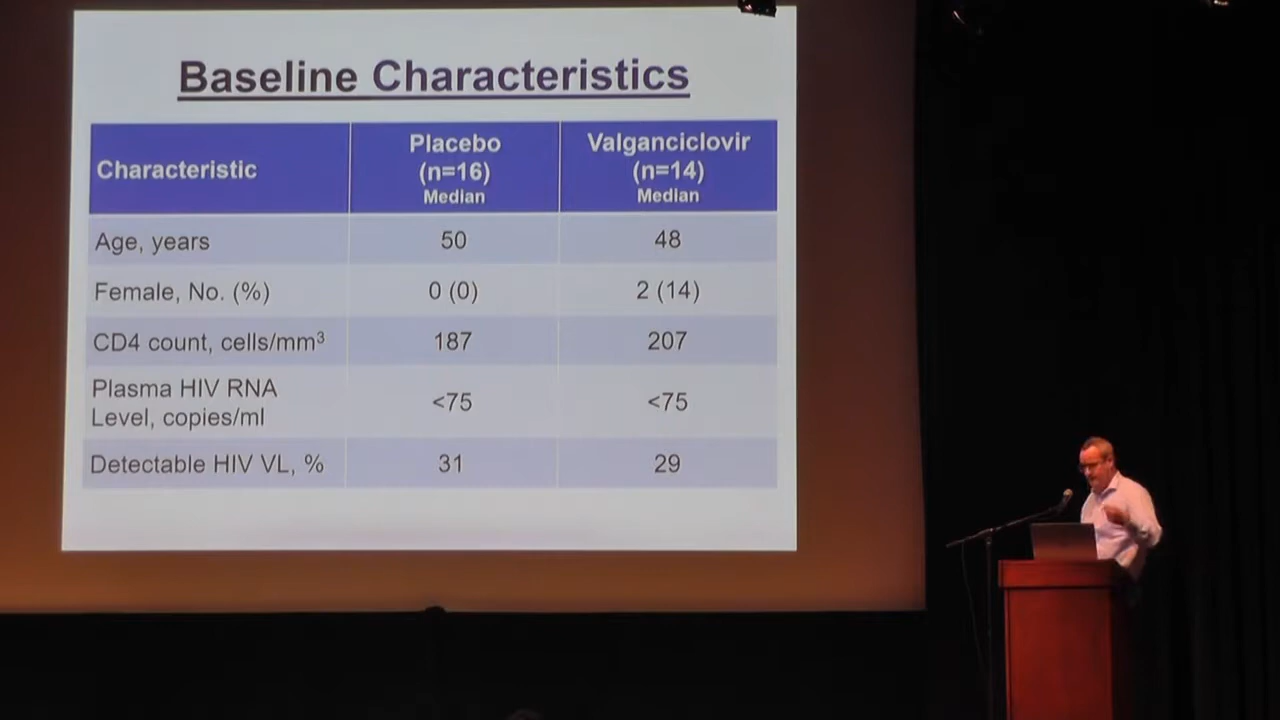 Baseline Characteristics
Characteristic
Placebo
(n=16)
Median
Valganciclovir
(n=14)
Median
Age, years 50 48
Female, No. (%) 0 (0) 2 (14)
CD4 count, cells/mm³ 187 207
Plasma HIV RNA
Level, copies/ml <75 <75
Detectable HIV VL, % 31 29